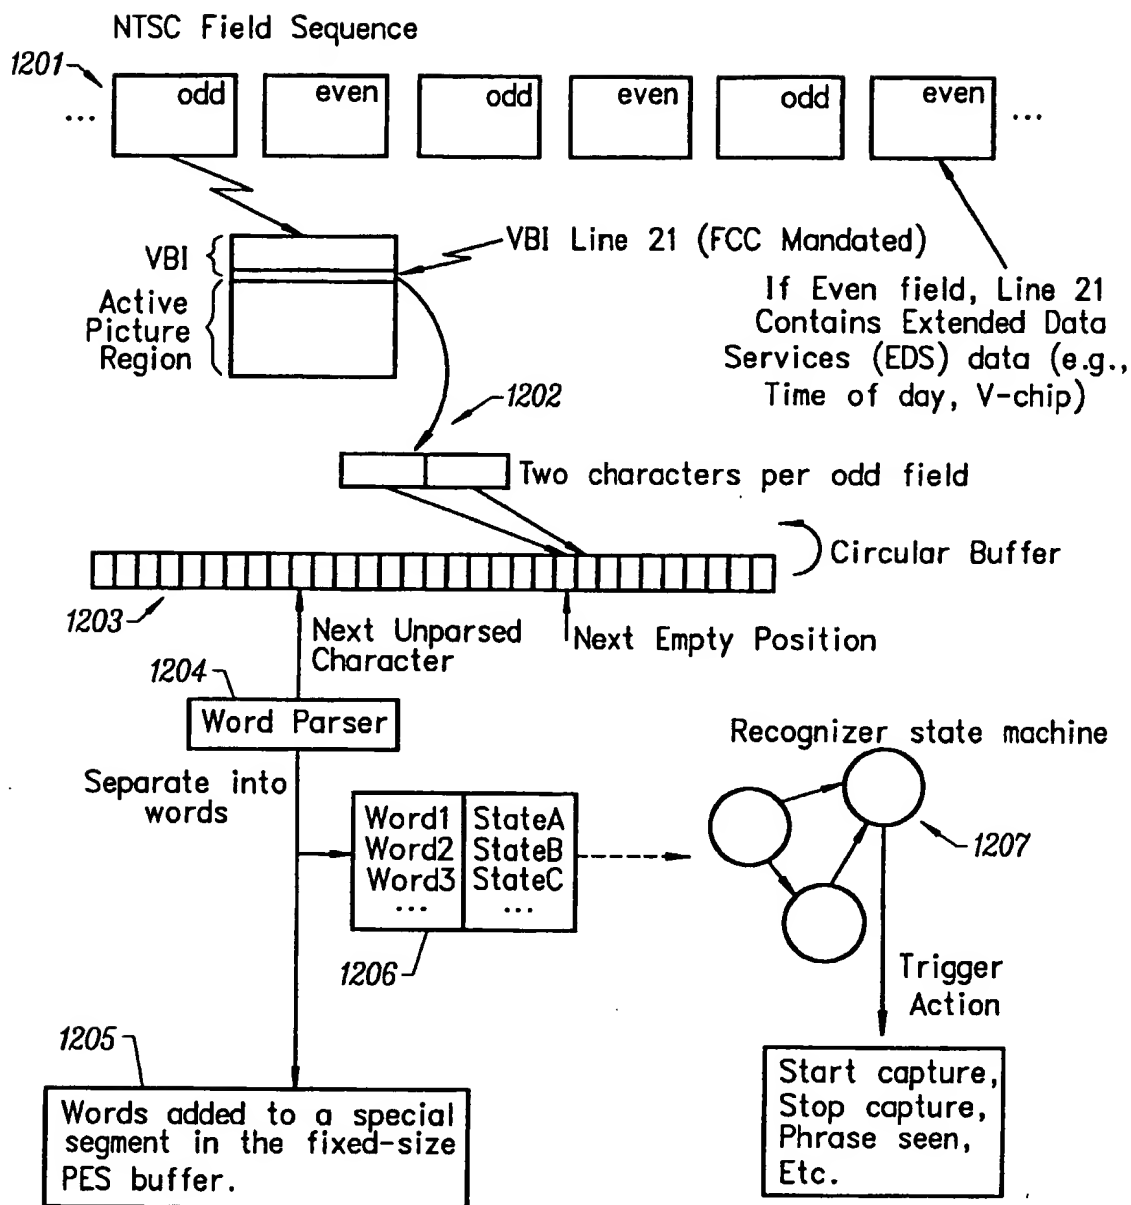 NTSC Field Sequence
1201
...
odd
even
odd
even
odd
even
...
VBI
VBI Line 21 (FCC Mandated)
Active
Picture
Region
If Even field, Line 21
Contains Extended Data
Services (EDS) data (e.g.,
Time of day, V-chip)
1202
Two characters per odd field
Circular Buffer
1203
Next Unparsed
Character
Next Empty Position
1204
Word Parser
Recognizer state machine
Separate into
words
Word1 StateA
Word2 StateB
Word3 StateC
... ...
1207
1206
Trigger
Action
1205
Words added to a special
segment in the fixed-size
PES buffer.
Start capture,
Stop capture,
Phrase seen,
Etc.